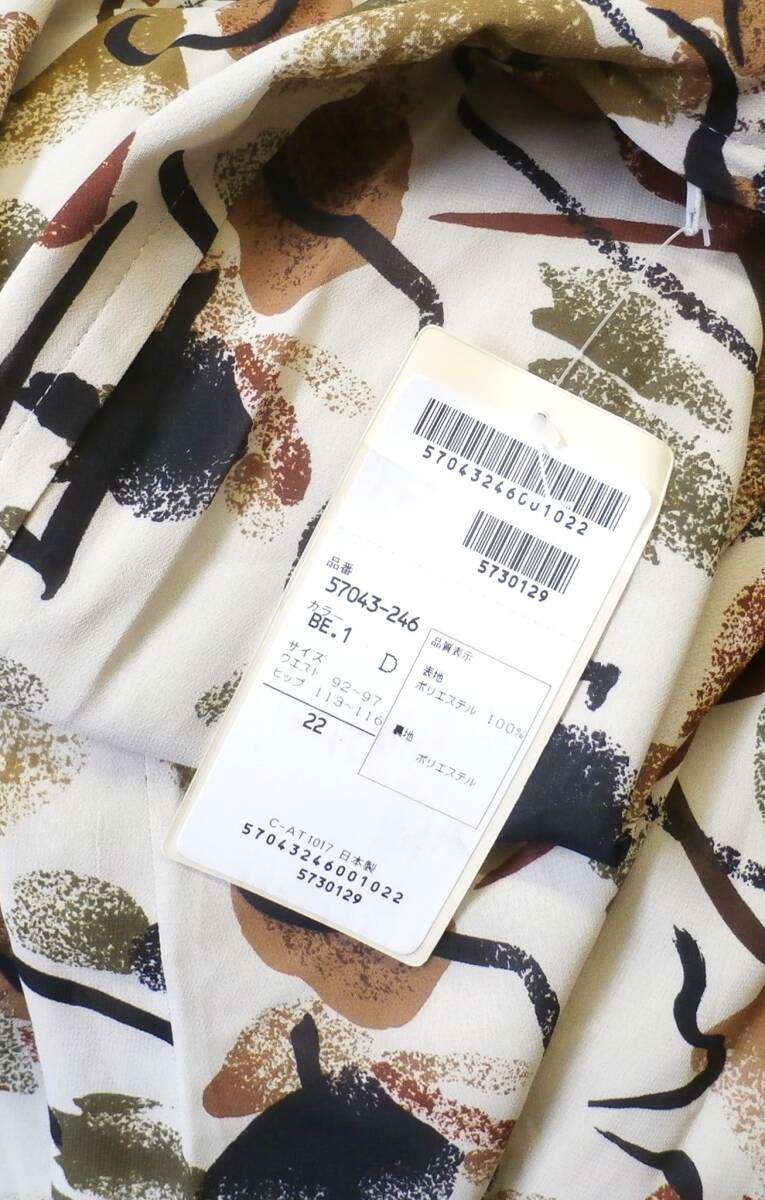 57043246001022
5730129
品番
57043-246
カラー
BE.1 D
サイズ
ウエスト 92~97
ヒップ 113~116
22
品質表示
表地
ポリエステル 100%
裏地
ポリエステル
C-AT1017 日本製
57043246001022
5730129